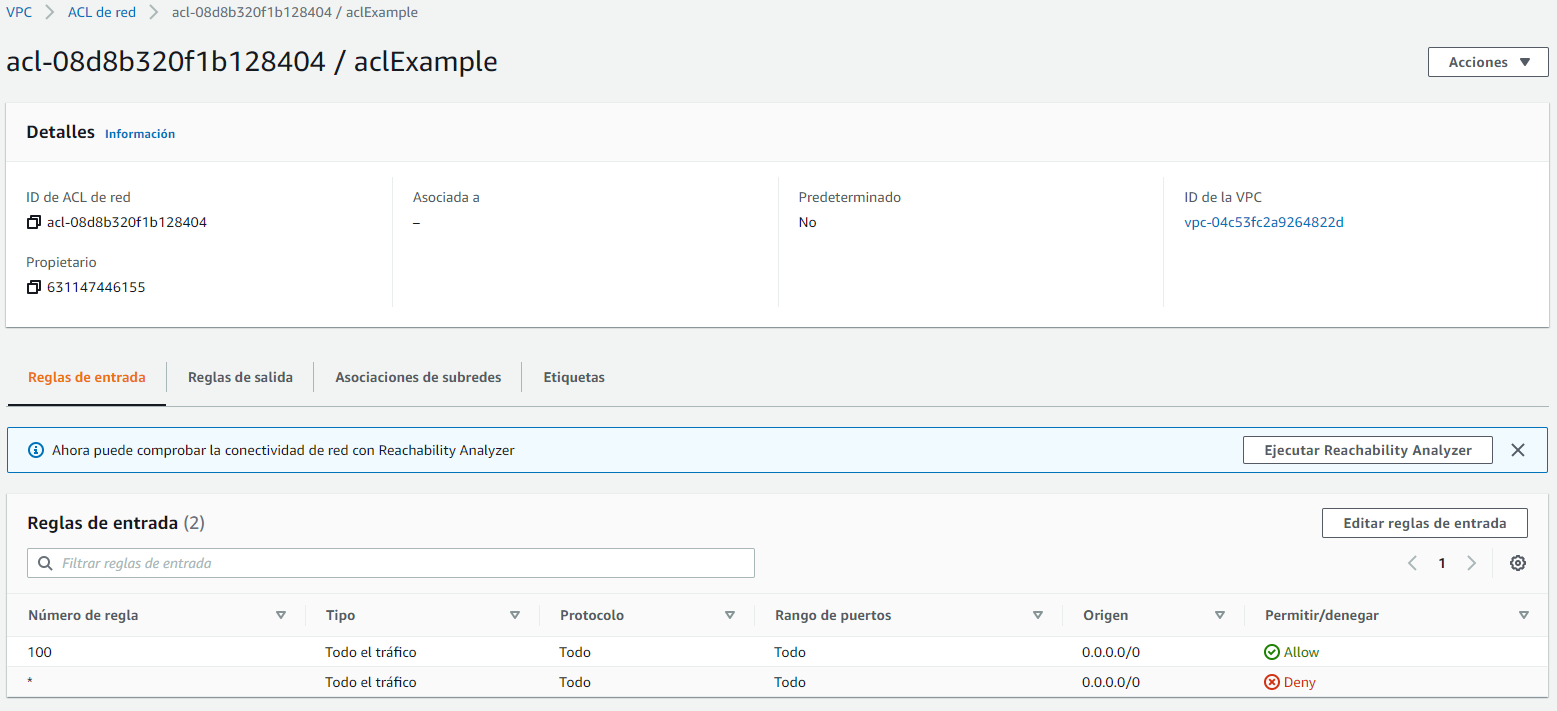 VPC > ACL de red > acl-08d8b320f1b128404 / aclExample
acl-08d8b320f1b128404 / aclExample
Acciones ▼
Detalles Información
ID de ACL de red
acl-08d8b320f1b128404
Propietario
631147446155
Asociada a
–
Predeterminado
No
ID de la VPC
vpc-04c53fc2a9264822d
Reglas de entrada Reglas de salida Asociaciones de subredes Etiquetas
Ahora puede comprobar la conectividad de red con Reachability Analyzer Ejecutar Reachability Analyzer
Reglas de entrada (2) Editar reglas de entrada
Filtrar reglas de entrada
1
Número de regla Tipo Protocolo Rango de puertos Origen Permitir/denegar
100 Todo el tráfico Todo Todo 0.0.0.0/0 Allow
* Todo el tráfico Todo Todo 0.0.0.0/0 Deny